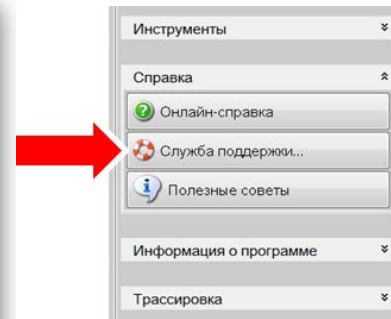 Инструменты
Справка
Онлайн-справка
Служба поддержки...
Полезные советы
Информация о программе
Трассировка